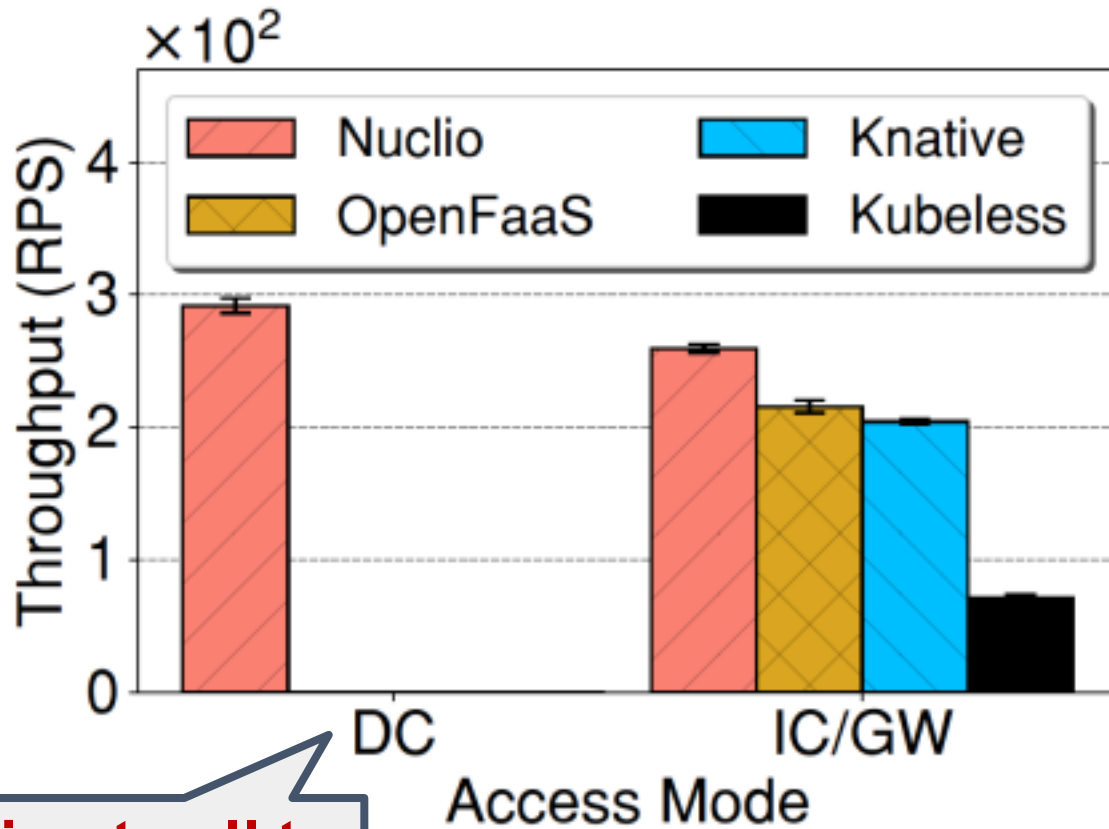 ×10²
Throughput (RPS)
4
3
2
1
0
Nuclio
OpenFaaS
Knative
Kubeless
DC
IC/GW
Access Mode